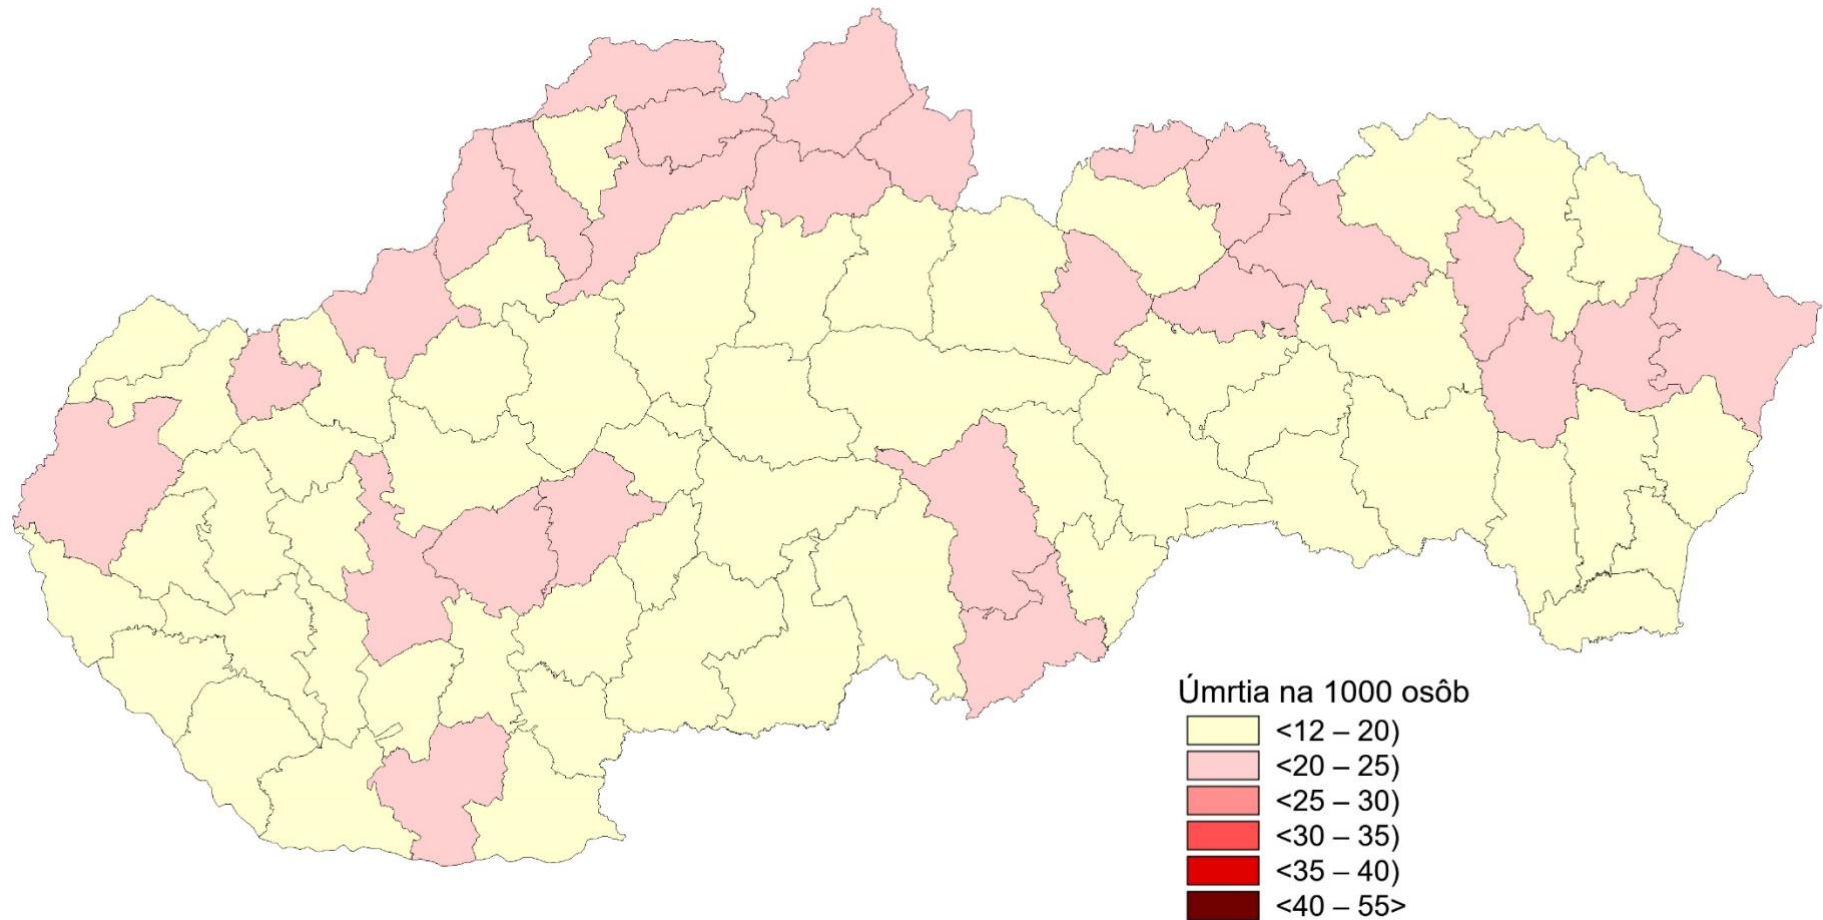 Úmrtia na 1000 osôb
<12 – 20)
<20 – 25)
<25 – 30)
<30 – 35)
<35 – 40)
<40 – 55>